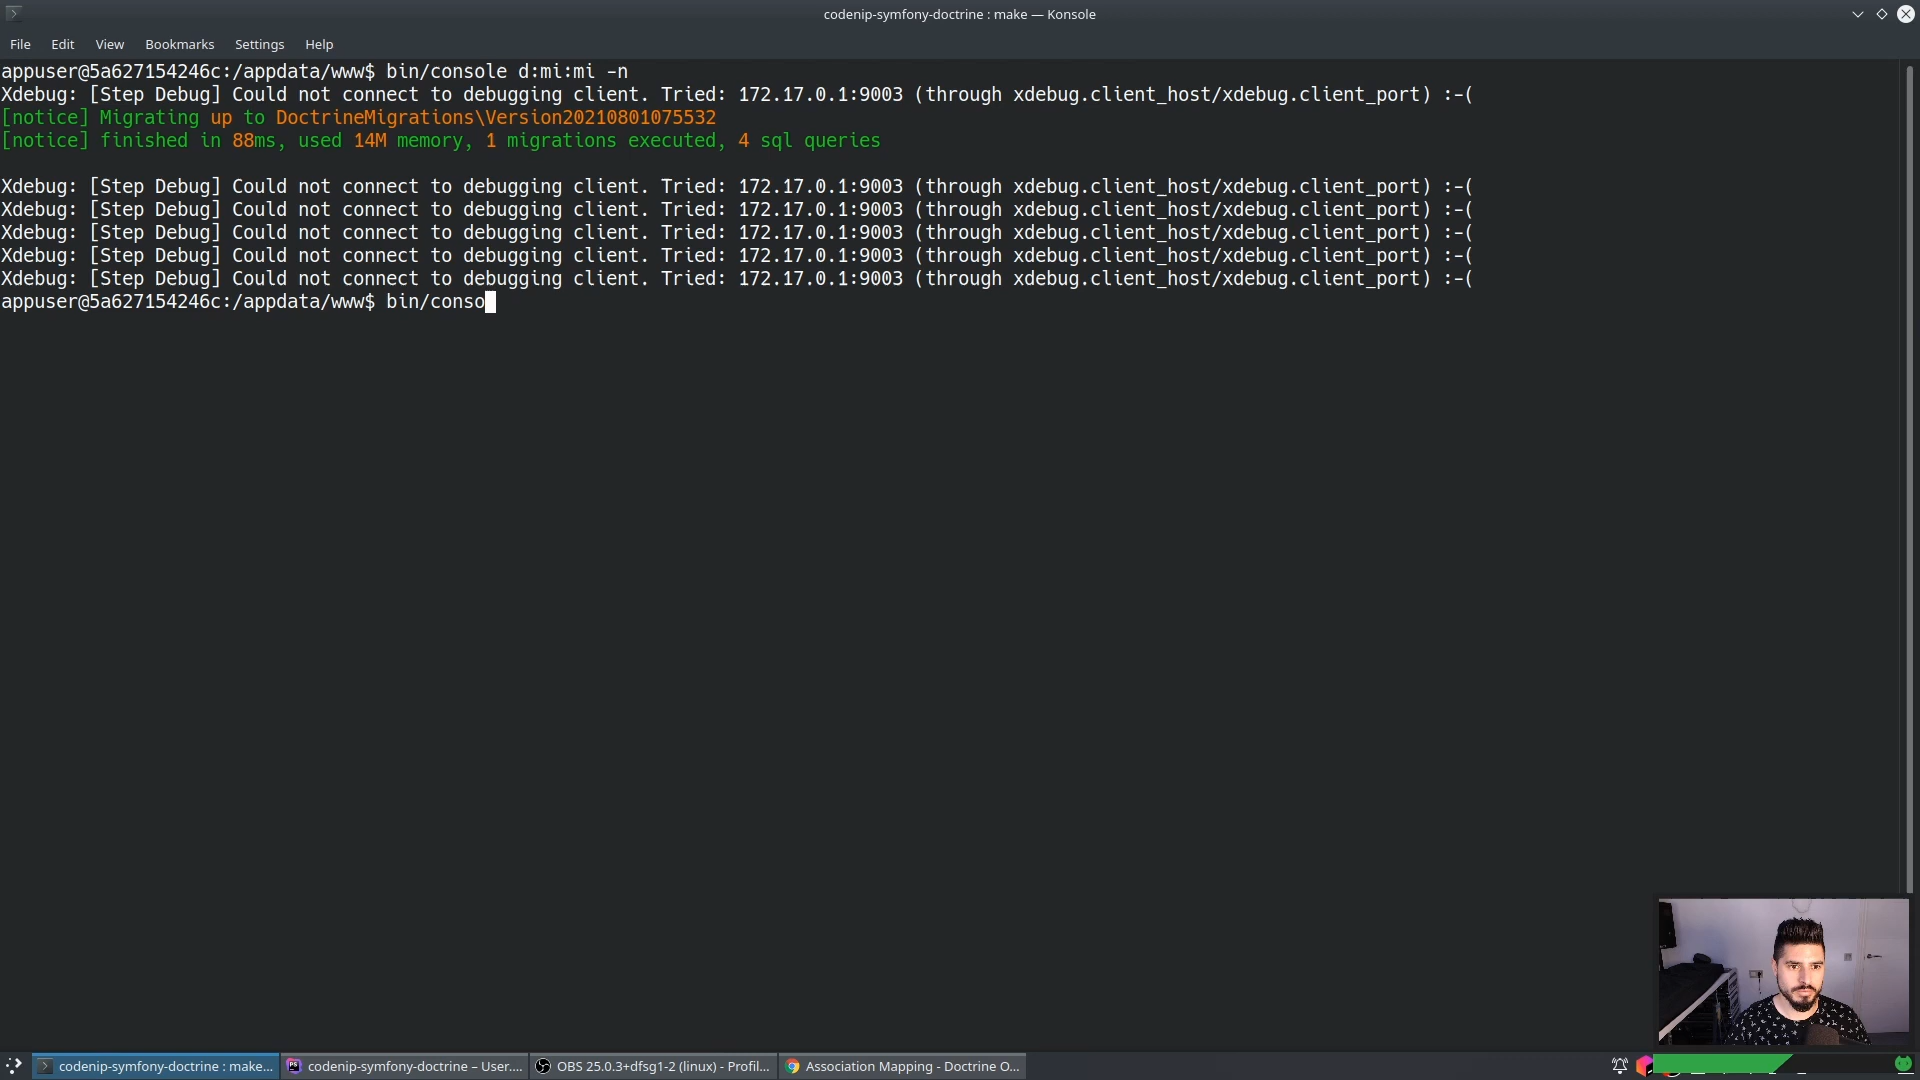 codenip-symfony-doctrine : make — Konsole
File Edit View Bookmarks Settings Help
appuser@5a627154246c:/appdata/www$ bin/console d:mi:mi -n
Xdebug: [Step Debug] Could not connect to debugging client. Tried: 172.17.0.1:9003 (through xdebug.client_host/xdebug.client_port) :-(
[notice] Migrating up to DoctrineMigrations\Version20210801075532
[notice] finished in 88ms, used 14M memory, 1 migrations executed, 4 sql queries
Xdebug: [Step Debug] Could not connect to debugging client. Tried: 172.17.0.1:9003 (through xdebug.client_host/xdebug.client_port) :-(
Xdebug: [Step Debug] Could not connect to debugging client. Tried: 172.17.0.1:9003 (through xdebug.client_host/xdebug.client_port) :-(
Xdebug: [Step Debug] Could not connect to debugging client. Tried: 172.17.0.1:9003 (through xdebug.client_host/xdebug.client_port) :-(
Xdebug: [Step Debug] Could not connect to debugging client. Tried: 172.17.0.1:9003 (through xdebug.client_host/xdebug.client_port) :-(
Xdebug: [Step Debug] Could not connect to debugging client. Tried: 172.17.0.1:9003 (through xdebug.client_host/xdebug.client_port) :-(
appuser@5a627154246c:/appdata/www$ bin/conso
codenip-symfony-doctrine : make... codenip-symfony-doctrine – User.... OBS 25.0.3+dfsg1-2 (linux) - Profil... Association Mapping - Doctrine O...